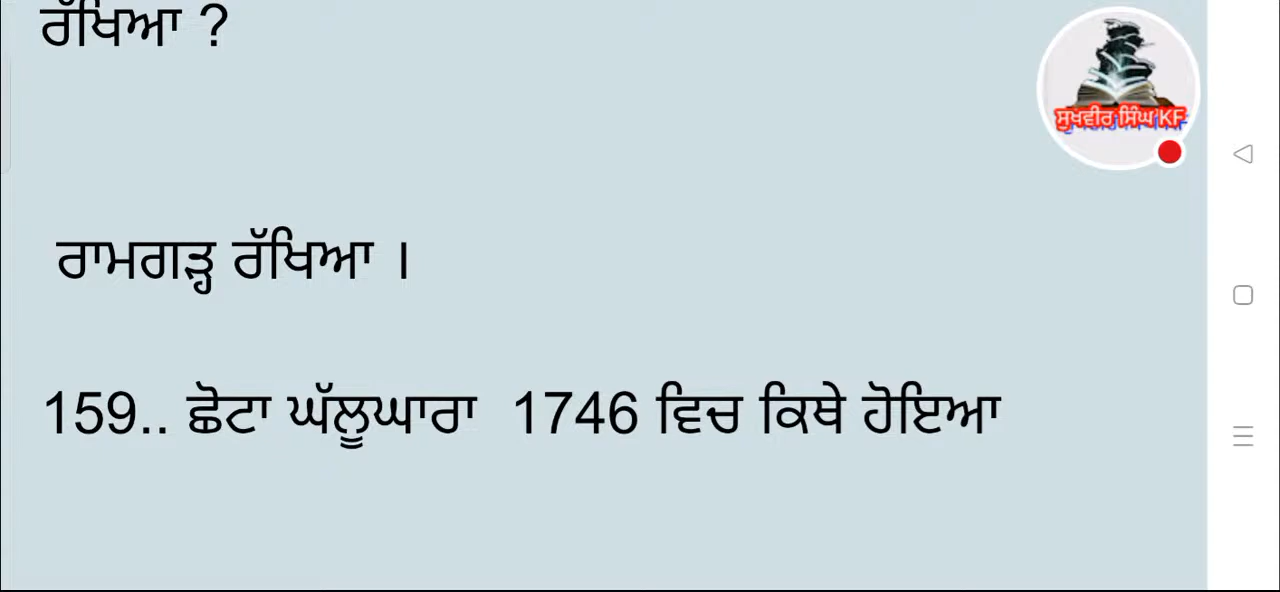 ਰੱਖਿਆ ?
ਸੁਖਵੀਰ ਸਿੰਘ KF
ਰਾਮਗੜ੍ਹ ਰੱਖਿਆ ।
159.. ਛੋਟਾ ਘੱਲੂਘਾਰਾ 1746 ਵਿਚ ਕਿਥੇ ਹੋਇਆ